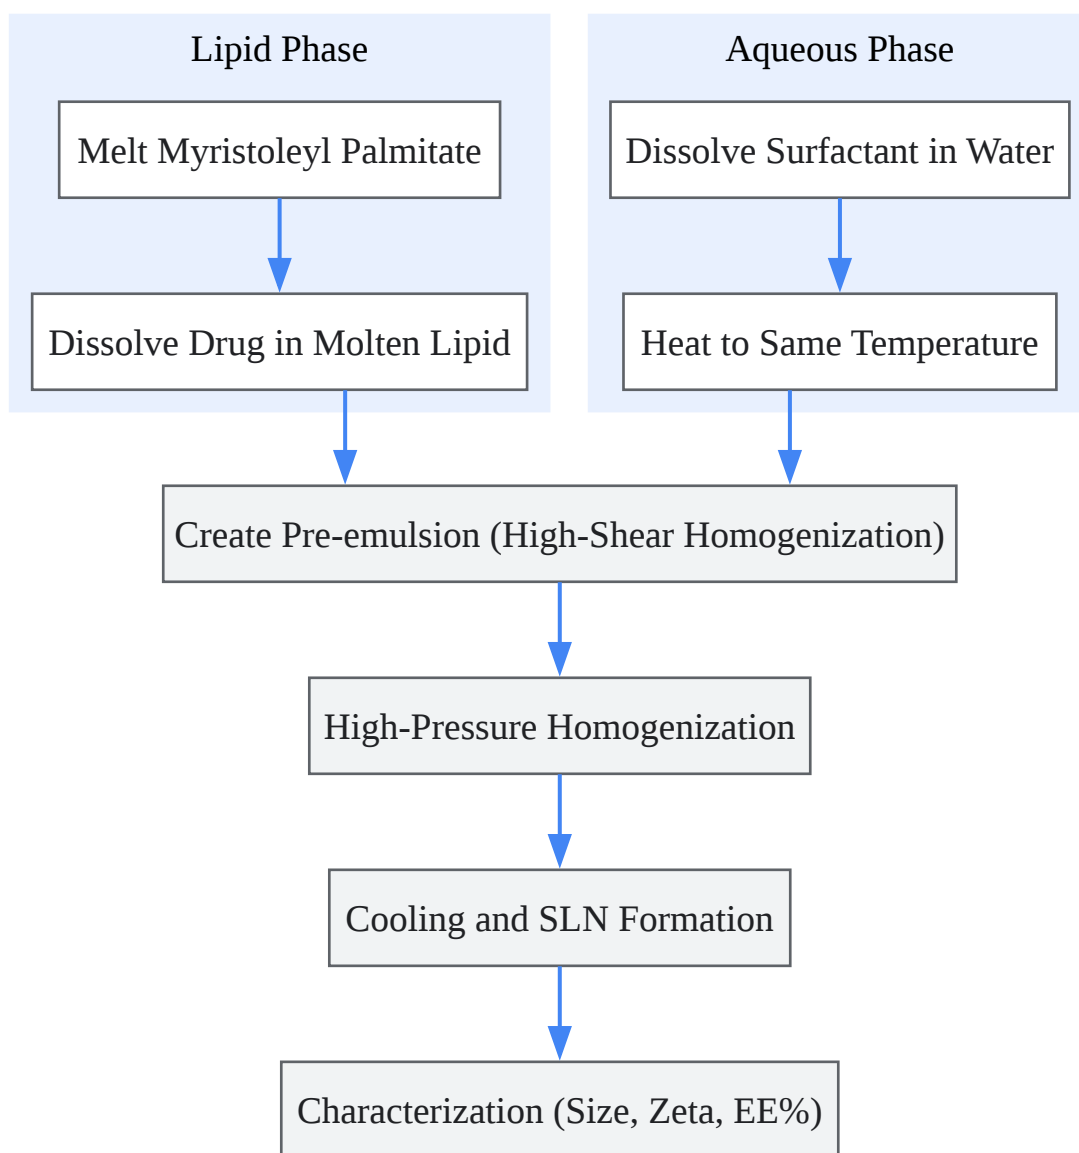 Lipid Phase
Melt Myristoleyl Palmitate
Dissolve Drug in Molten Lipid
Aqueous Phase
Dissolve Surfactant in Water
Heat to Same Temperature
Create Pre-emulsion (High-Shear Homogenization)
High-Pressure Homogenization
Cooling and SLN Formation
Characterization (Size, Zeta, EE%)